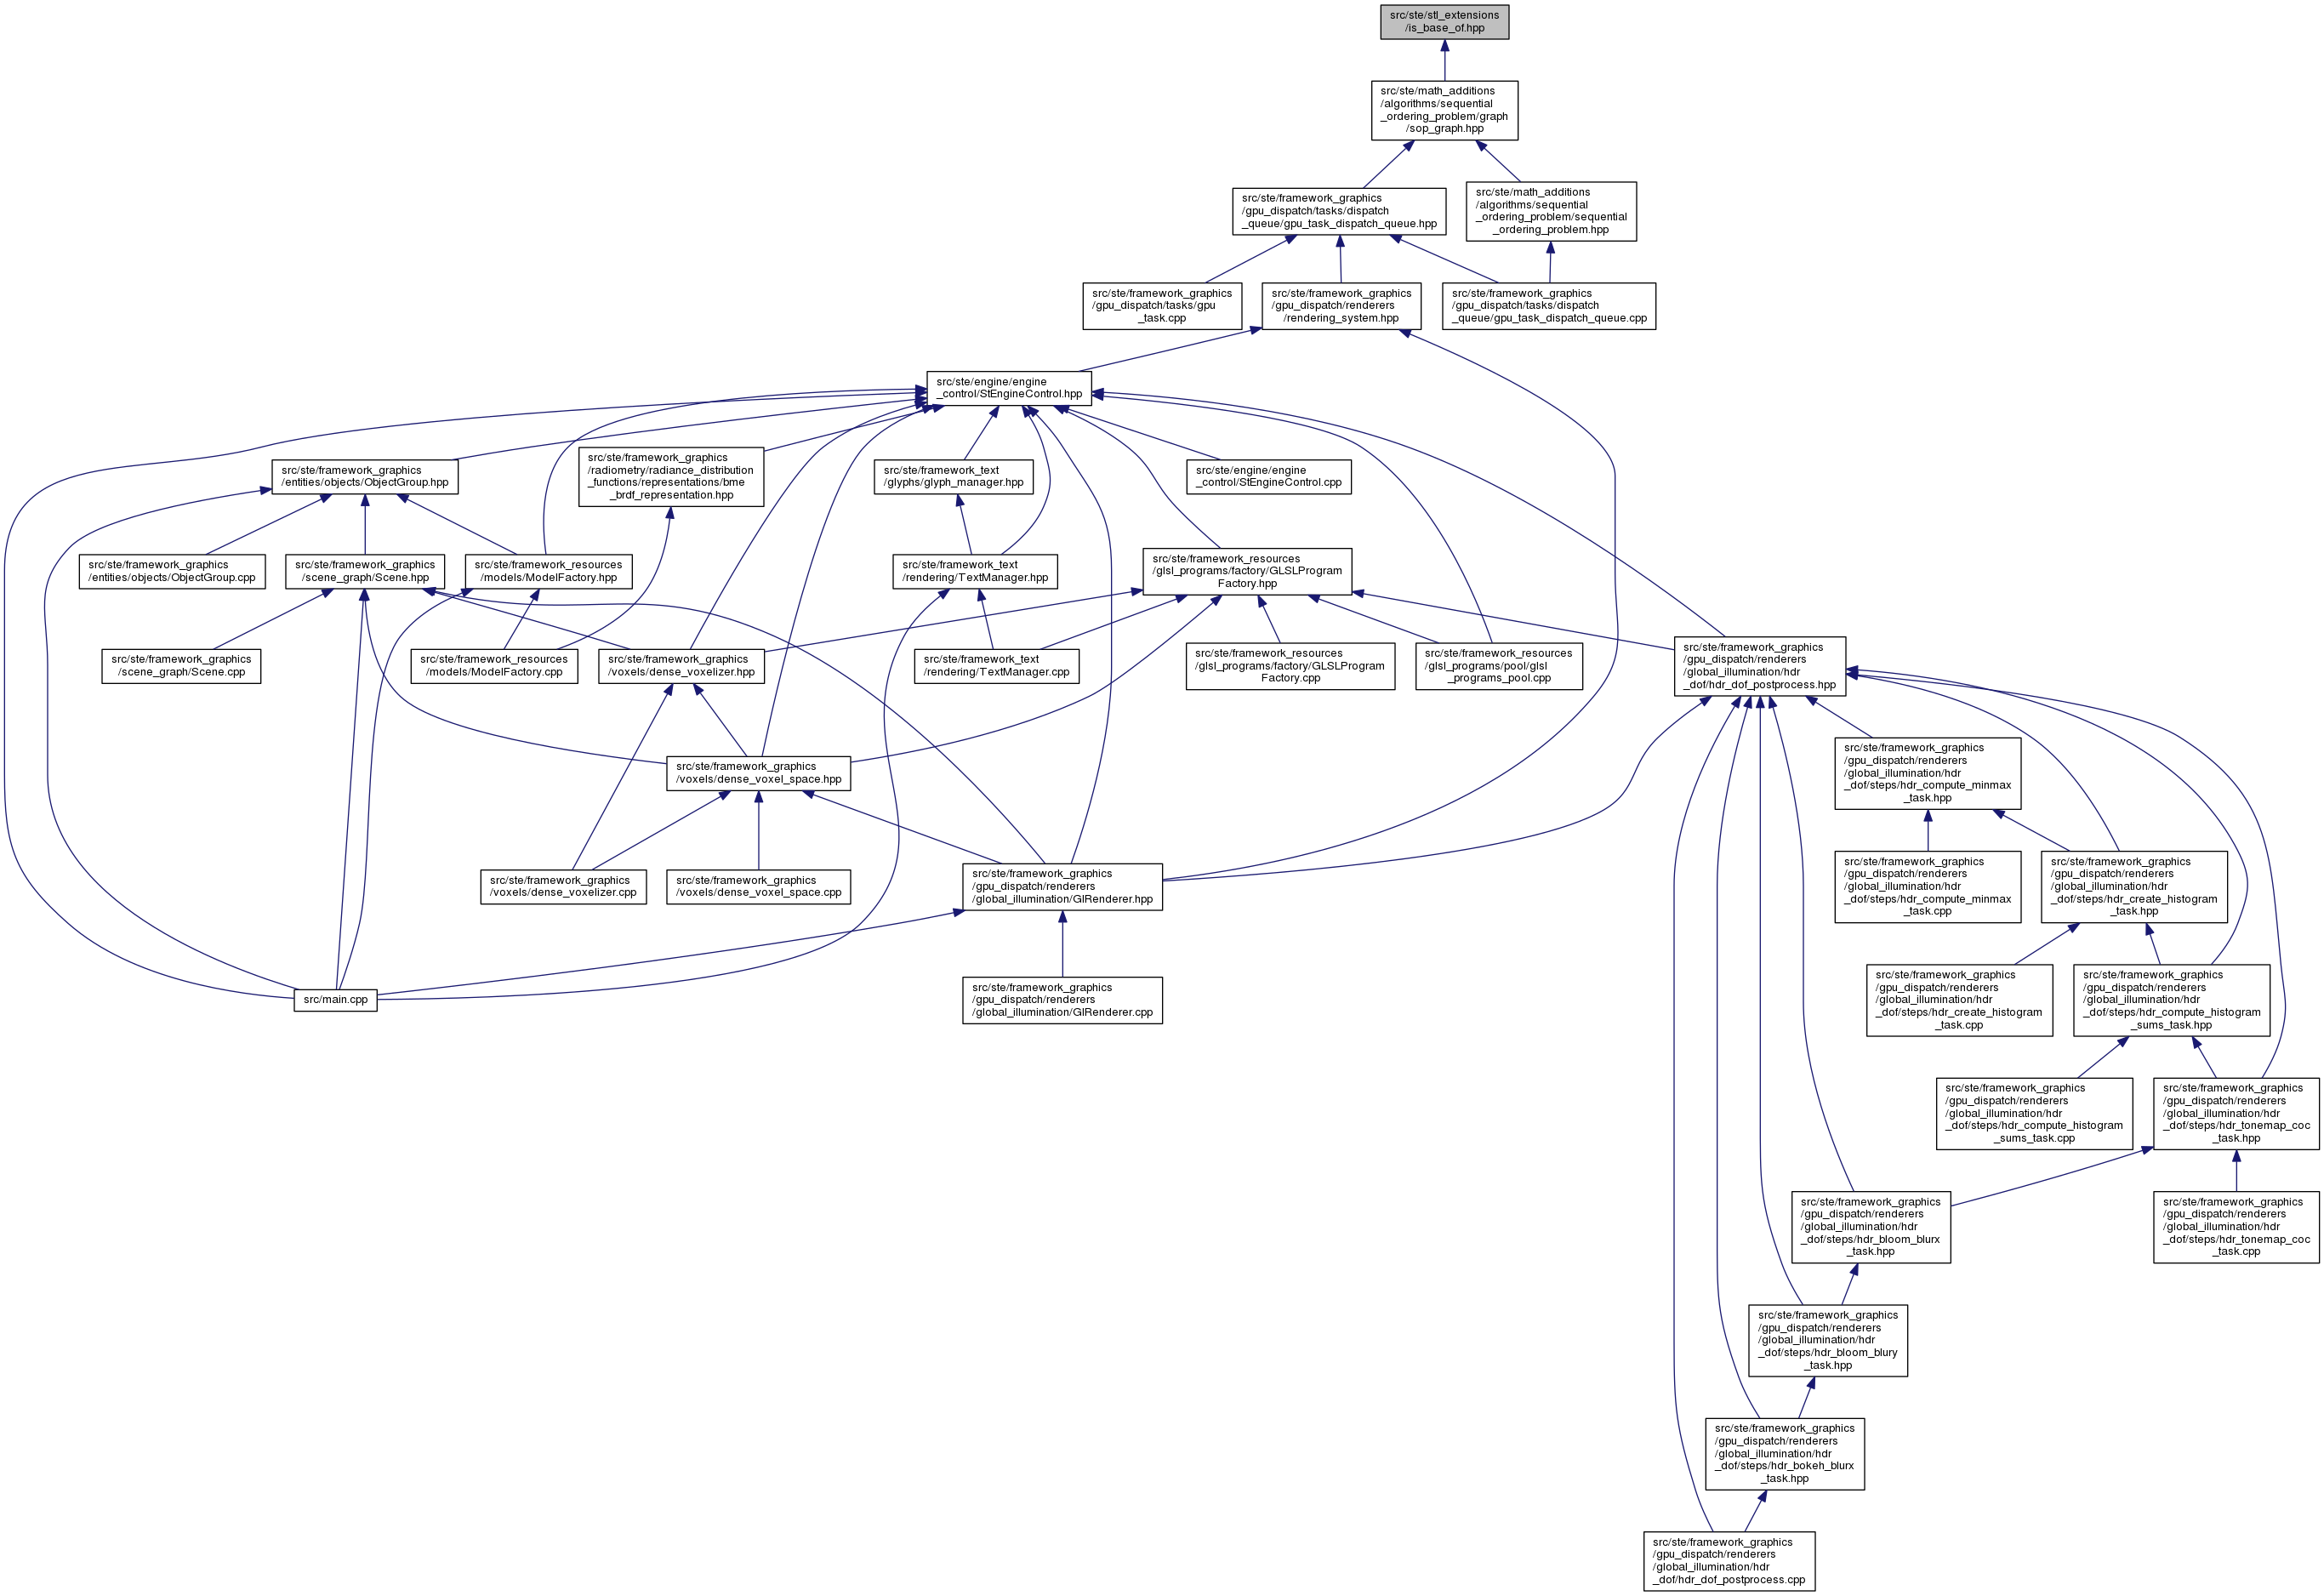 src/ste/stl_extensions
/is_base_of.hpp
src/ste/math_additions
/algorithms/sequential
_ordering_problem/graph
/sop_graph.hpp
src/ste/framework_graphics
/gpu_dispatch/tasks/dispatch
_queue/gpu_task_dispatch_queue.hpp
src/ste/math_additions
/algorithms/sequential
_ordering_problem/sequential
_ordering_problem.hpp
src/ste/framework_graphics
/gpu_dispatch/tasks/gpu
_task.cpp
src/ste/framework_graphics
/gpu_dispatch/renderers
/rendering_system.hpp
src/ste/framework_graphics
/gpu_dispatch/tasks/dispatch
_queue/gpu_task_dispatch_queue.cpp
src/ste/engine/engine
_control/StEngineControl.hpp
src/ste/framework_graphics
/entities/objects/ObjectGroup.hpp
src/ste/framework_graphics
/radiometry/radiance_distribution
_functions/representations/bme
_brdf_representation.hpp
src/ste/framework_text
/glyphs/glyph_manager.hpp
src/ste/engine/engine
_control/StEngineControl.cpp
src/ste/framework_graphics
/entities/objects/ObjectGroup.cpp
src/ste/framework_graphics
/scene_graph/Scene.hpp
src/ste/framework_resources
/models/ModelFactory.hpp
src/ste/framework_text
/rendering/TextManager.hpp
src/ste/framework_resources
/glsl_programs/factory/GLSLProgram
Factory.hpp
src/ste/framework_graphics
/scene_graph/Scene.cpp
src/ste/framework_resources
/models/ModelFactory.cpp
src/ste/framework_graphics
/voxels/dense_voxelizer.hpp
src/ste/framework_text
/rendering/TextManager.cpp
src/ste/framework_resources
/glsl_programs/factory/GLSLProgram
Factory.cpp
src/ste/framework_resources
/glsl_programs/pool/glsl
_programs_pool.cpp
src/ste/framework_graphics
/gpu_dispatch/renderers
/global_illumination/hdr
_dof/hdr_dof_postprocess.hpp
src/ste/framework_graphics
/voxels/dense_voxel_space.hpp
src/ste/framework_graphics
/gpu_dispatch/renderers
/global_illumination/hdr
_dof/steps/hdr_compute_minmax
_task.hpp
src/ste/framework_graphics
/voxels/dense_voxelizer.cpp
src/ste/framework_graphics
/voxels/dense_voxel_space.cpp
src/ste/framework_graphics
/gpu_dispatch/renderers
/global_illumination/GIRenderer.hpp
src/ste/framework_graphics
/gpu_dispatch/renderers
/global_illumination/hdr
_dof/steps/hdr_compute_minmax
_task.cpp
src/ste/framework_graphics
/gpu_dispatch/renderers
/global_illumination/hdr
_dof/steps/hdr_create_histogram
_task.hpp
src/main.cpp
src/ste/framework_graphics
/gpu_dispatch/renderers
/global_illumination/GIRenderer.cpp
src/ste/framework_graphics
/gpu_dispatch/renderers
/global_illumination/hdr
_dof/steps/hdr_create_histogram
_task.cpp
src/ste/framework_graphics
/gpu_dispatch/renderers
/global_illumination/hdr
_dof/steps/hdr_compute_histogram
_sums_task.hpp
src/ste/framework_graphics
/gpu_dispatch/renderers
/global_illumination/hdr
_dof/steps/hdr_compute_histogram
_sums_task.cpp
src/ste/framework_graphics
/gpu_dispatch/renderers
/global_illumination/hdr
_dof/steps/hdr_tonemap_coc
_task.hpp
src/ste/framework_graphics
/gpu_dispatch/renderers
/global_illumination/hdr
_dof/steps/hdr_bloom_blurx
_task.hpp
src/ste/framework_graphics
/gpu_dispatch/renderers
/global_illumination/hdr
_dof/steps/hdr_tonemap_coc
_task.cpp
src/ste/framework_graphics
/gpu_dispatch/renderers
/global_illumination/hdr
_dof/steps/hdr_bloom_blury
_task.hpp
src/ste/framework_graphics
/gpu_dispatch/renderers
/global_illumination/hdr
_dof/steps/hdr_bokeh_blurx
_task.hpp
src/ste/framework_graphics
/gpu_dispatch/renderers
/global_illumination/hdr
_dof/hdr_dof_postprocess.cpp